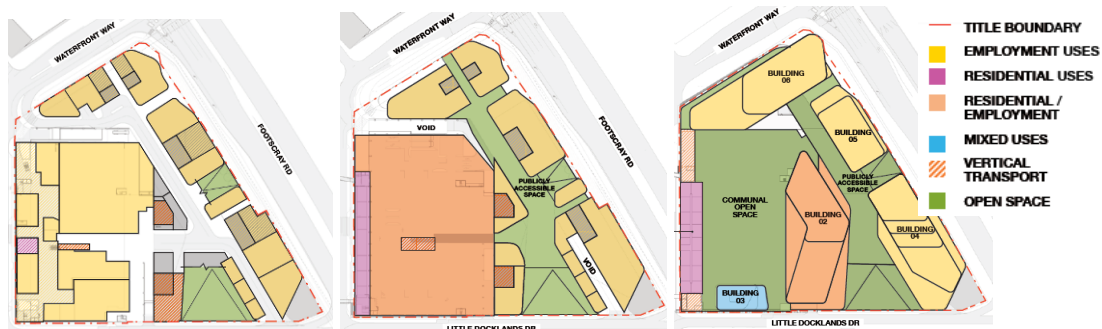 WATERFRONT WAY
FOOTSCRAY RD
WATERFRONT WAY
VOID
FOOTSCRAY RD
PUBLICLY
ACCESSIBLE
SPACE
VOID
LITTLE DOCKLANDS DR
WATERFRONT WAY
BUILDING
06
BUILDING
05
COMMUNAL
OPEN
SPACE
PUBLICLY
ACCESSIBLE
SPACE
BUILDING
02
BUILDING
04
BUILDING
03
LITTLE DOCKLANDS DR
TITLE BOUNDARY
EMPLOYMENT USES
RESIDENTIAL USES
RESIDENTIAL /
EMPLOYMENT
MIXED USES
VERTICAL
TRANSPORT
OPEN SPACE